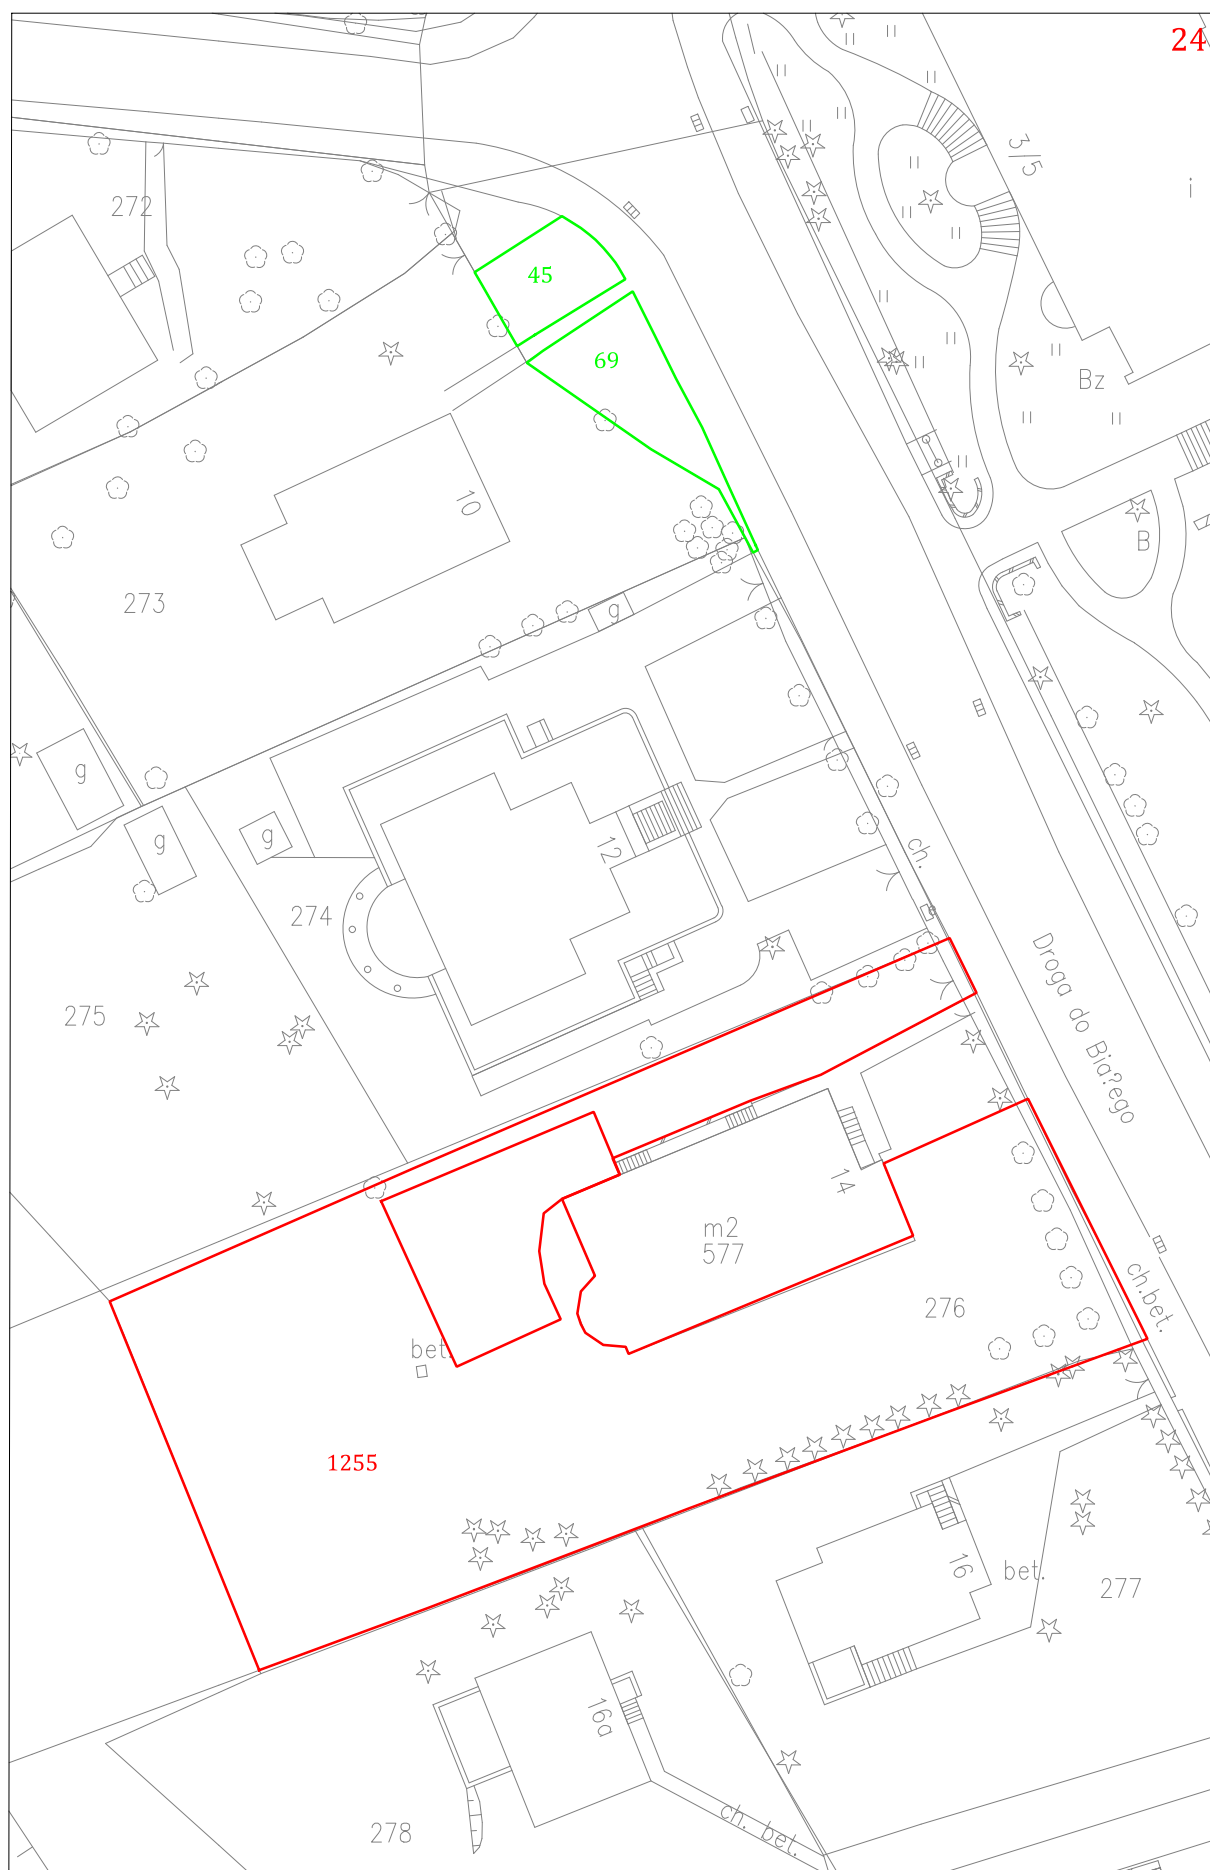 24
3/5
i
272
45
69
Bz
10
B
273
g
g
g
g
12
ch.
274
275
Droga do Bia?ego
14
m2
577
276
ch.bet.
bet.
1255
16
bet.
277
16a
278
ch. bet.